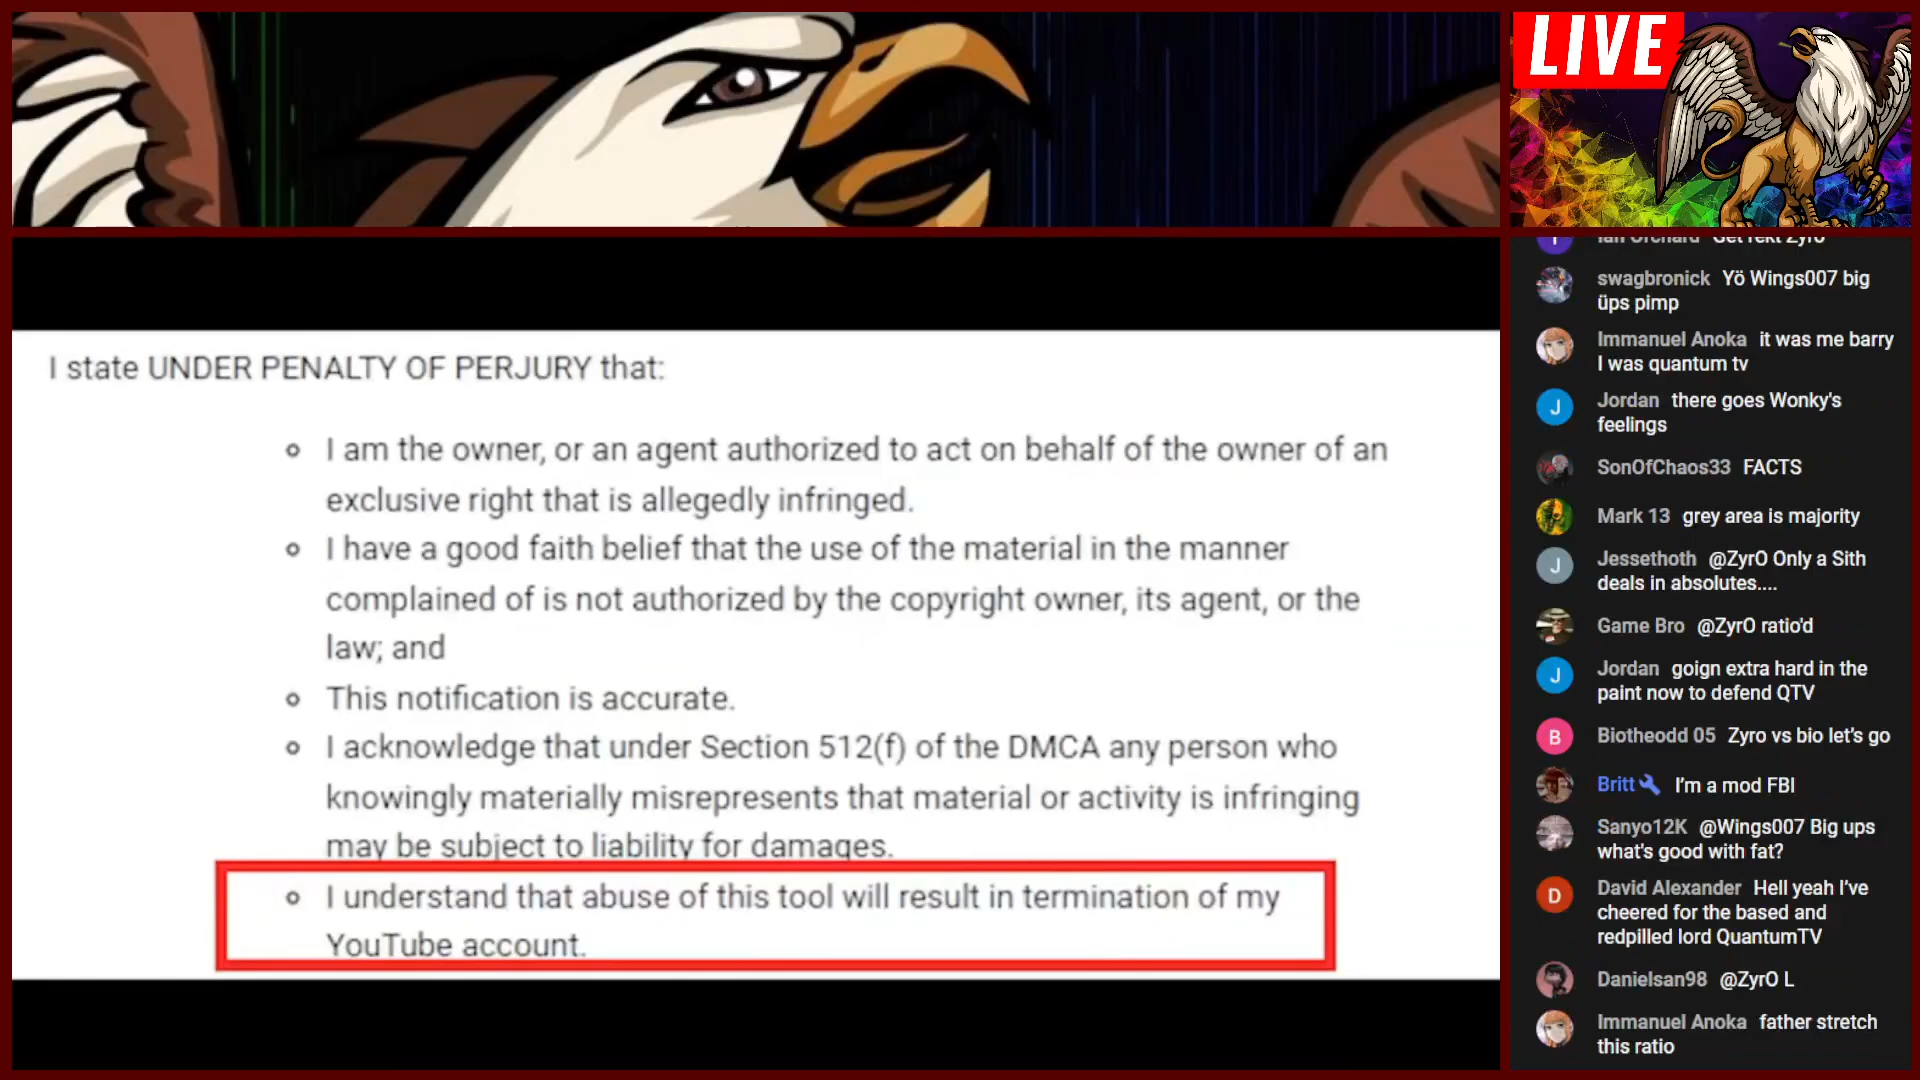 LIVE
I state UNDER PENALTY OF PERJURY that:
I am the owner, or an agent authorized to act on behalf of the owner of an
exclusive right that is allegedly infringed.
I have a good faith belief that the use of the material in the manner
complained of is not authorized by the copyright owner, its agent, or the
law; and
This notification is accurate.
I acknowledge that under Section 512(f) of the DMCA any person who
knowingly materially misrepresents that material or activity is infringing
may be subject to liability for damages.
I understand that abuse of this tool will result in termination of my
YouTube account.
Ian Orchard Get rekt Zyro
swagbronick Yö Wings007 big
üps pimp
Immanuel Anoka it was me barry
I was quantum tv
J
Jordan there goes Wonky's
feelings
SonOfChaos33 FACTS
Mark 13 grey area is majority
J
Jessethoth @ZyrO Only a Sith
deals in absolutes....
Game Bro @ZyrO ratio'd
J
Jordan goign extra hard in the
paint now to defend QTV
B
Biotheodd 05 Zyro vs bio let's go
Britt I'm a mod FBI
Sanyo12K @Wings007 Big ups
what's good with fat?
D
David Alexander Hell yeah I've
cheered for the based and
redpilled lord QuantumTV
Danielsan98 @ZyrO L
Immanuel Anoka father stretch
this ratio